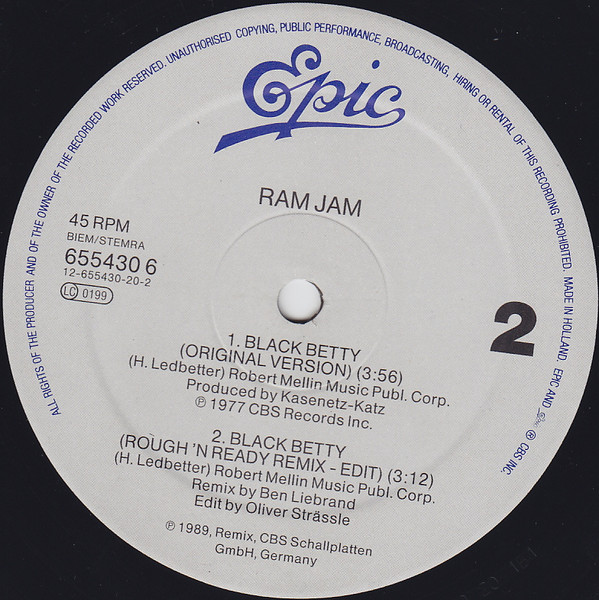 ALL RIGHTS OF THE PRODUCER AND OF THE OWNER OF THE RECORDED WORK RESERVED. UNAUTHORISED COPYING, PUBLIC PERFORMANCE, BROADCASTING, HIRING OR RENTAL OF THIS RECORDING PROHIBITED. MADE IN HOLLAND. EPIC AND Epic ® CBS INC.
Epic
RAM JAM
45 RPM
BIEM/STEMRA
655430 6
12-655430-20-2
LC 0199
2
1. BLACK BETTY
(ORIGINAL VERSION) (3:56)
(H. Ledbetter) Robert Mellin Music Publ. Corp.
Produced by Kasenetz-Katz
℗ 1977 CBS Records Inc.
2. BLACK BETTY
(ROUGH 'N READY REMIX - EDIT) (3:12)
(H. Ledbetter) Robert Mellin Music Publ. Corp.
Remix by Ben Liebrand
Edit by Oliver Strässle
℗ 1989, Remix, CBS Schallplatten
GmbH, Germany